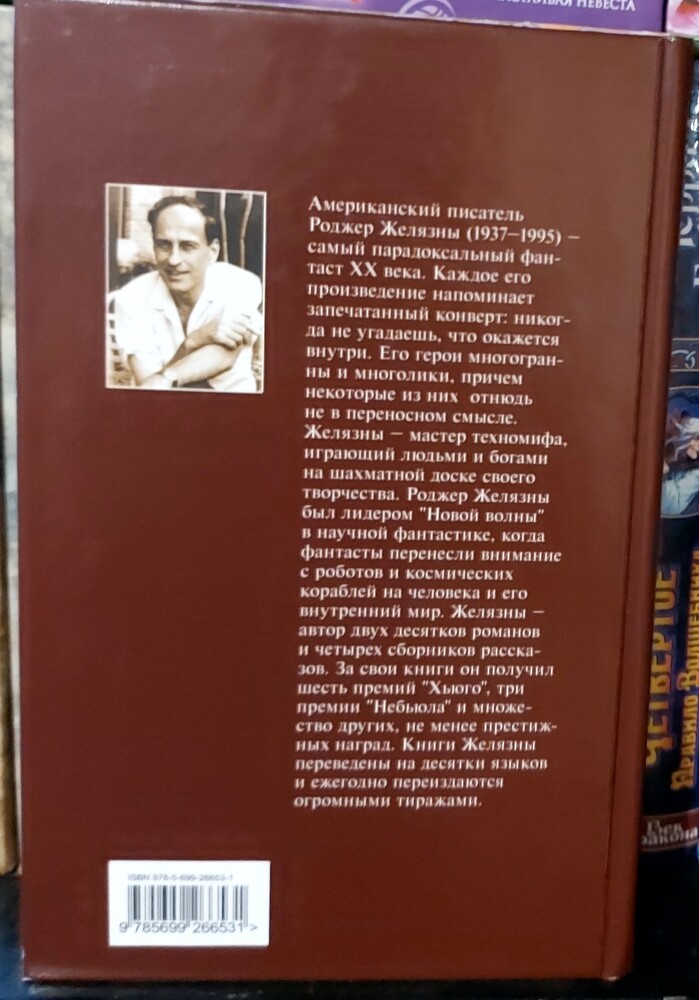 НЕВЕСТА
Американский писатель
Роджер Желязны (1937—1995) —
самый парадоксальный фан-
таст XX века. Каждое его
произведение напоминает
запечатанный конверт: никог-
да не угадаешь, что окажется
внутри. Его герои многогран-
ны и многолики, причем
некоторые из них отнюдь
не в переносном смысле.
Желязны — мастер техномифа,
играющий людьми и богами
на шахматной доске своего
творчества. Роджер Желязны
был лидером "Новой волны"
в научной фантастике, когда
фантасты перенесли внимание
с роботов и космических
кораблей на человека и его
внутренний мир. Желязны —
автор двух десятков романов
и четырех сборников расска-
зов. За свои книги он получил
шесть премий "Хьюго", три
премии "Небьюла" и множе-
ство других, не менее престиж-
ных наград. Книги Желязны
переведены на десятки языков
и ежегодно переиздаются
огромными тиражами.
ISBN 978-5-699-26653-1
9 785699 266531 >
ЧЕТВЕРТОЕ
Правило Волшебника